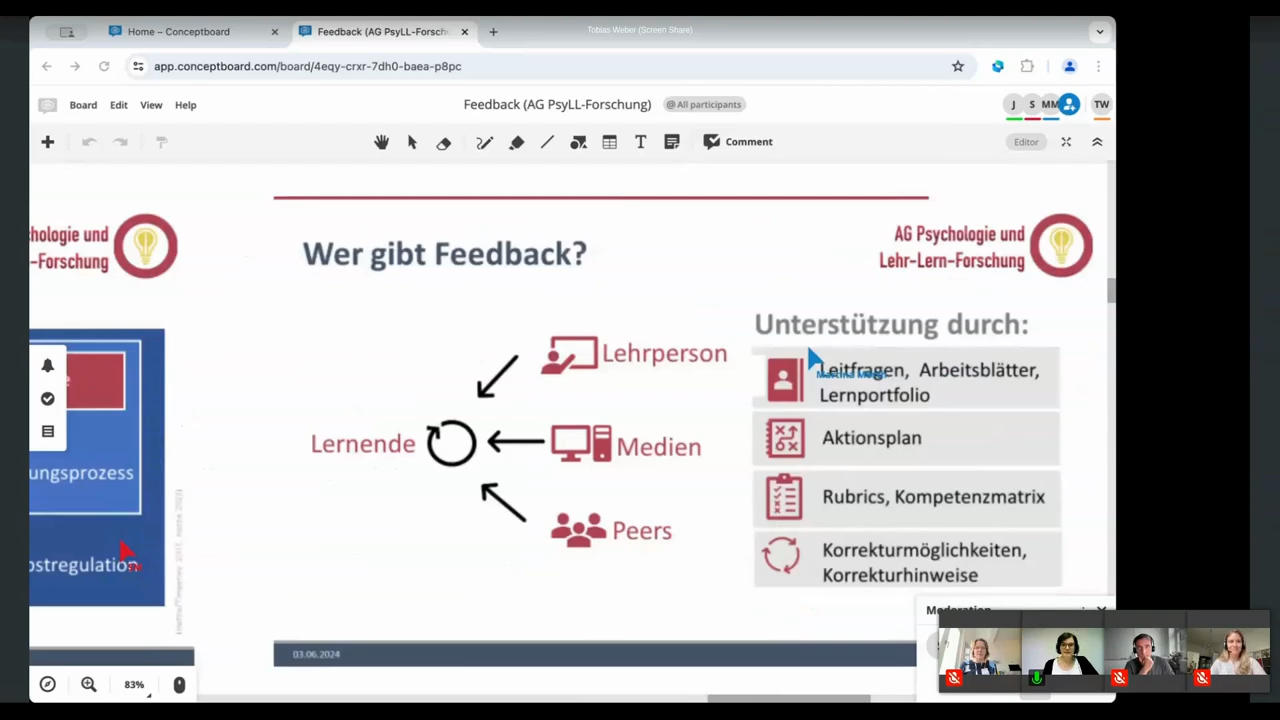 Home – Conceptboard
Feedback (AG PsyLL-Forsch
Tobias Weber (Screen Share)
app.conceptboard.com/board/4eqy-crxr-7dh0-baea-p8pc
Board Edit View Help
Feedback (AG PsyLL-Forschung)
@ All participants
J S MM TW
Comment
Editor
hologie und
-Forschung
Wer gibt Feedback?
AG Psychologie und
Lehr-Lern-Forschung
Unterstützung durch:
Lehrperson
Leitfragen, Arbeitsblätter,
Lernportfolio
Aktionsplan
Lernende
Medien
ungsprozess
Rubrics, Kompetenzmatrix
Peers
Korrekturmöglichkeiten,
Korrekturhinweise
ostregulation
Moderation
03.06.2024
83%